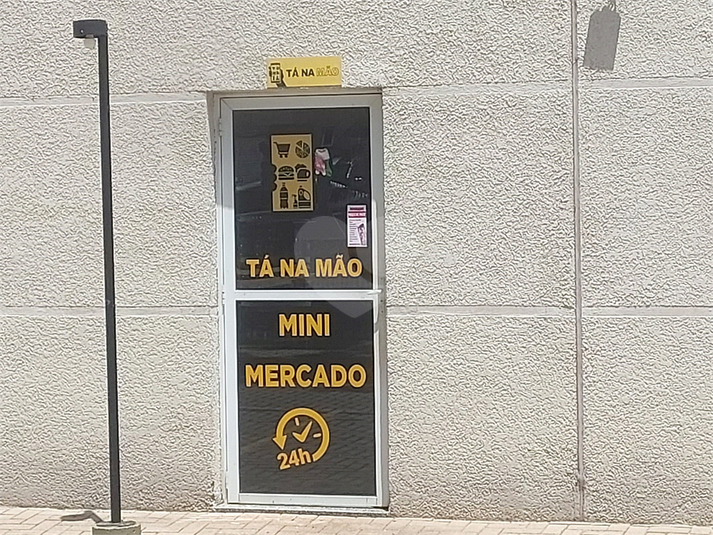 TÁ NA MÃO
TÁ NA MÃO
MINI
MERCADO
24h